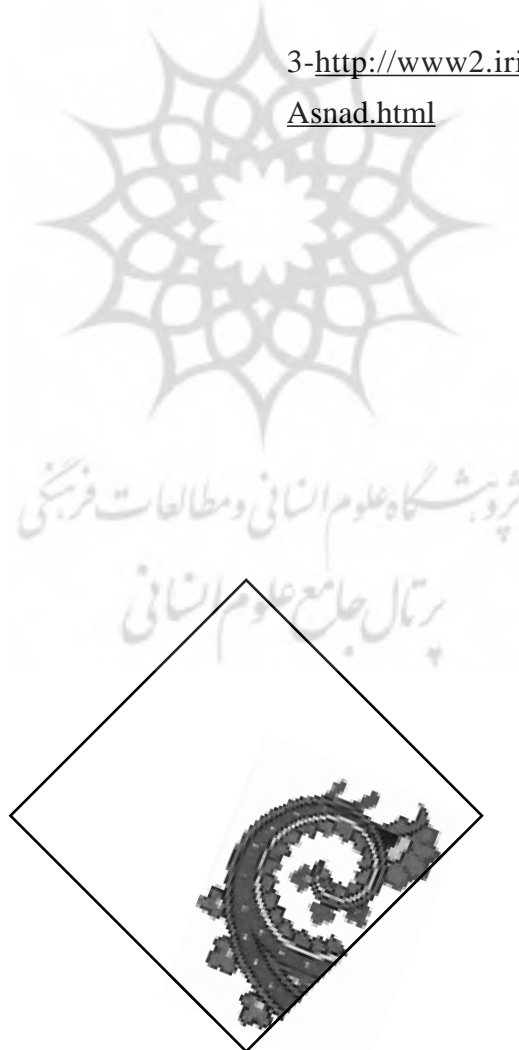 3-http://www2.iri
Asnad.html
پژوهشگاه علوم انسانی و مطالعات فرهنگی
پرتال جامع علوم انسانی